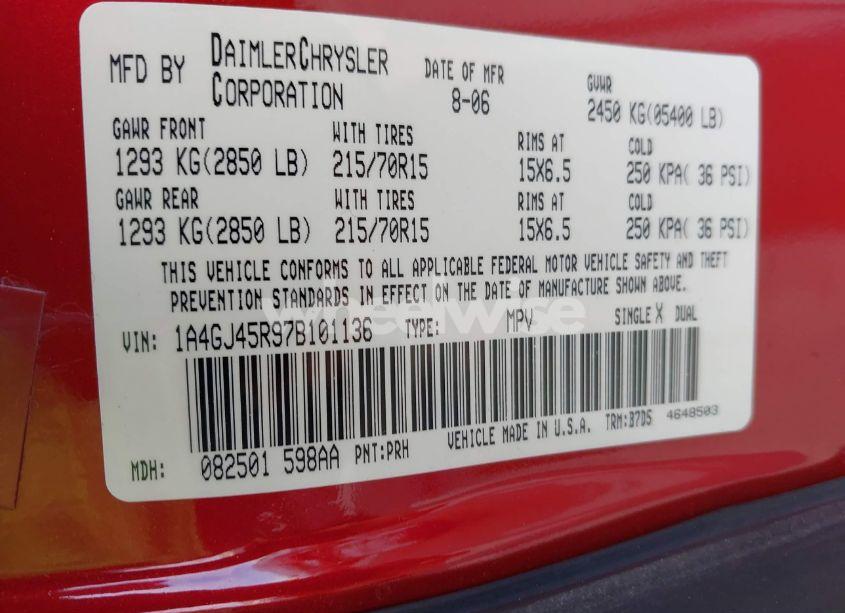 MFD BY DAIMLERCHRYSLER CORPORATION DATE OF MFR 8-06 GVWR 2450 KG(05400 LB)
GAWR FRONT WITH TIRES RIMS AT COLD
1293 KG(2850 LB) 215/70R15 15X6.5 250 KPA( 36 PSI)
GAWR REAR WITH TIRES RIMS AT COLD
1293 KG(2850 LB) 215/70R15 15X6.5 250 KPA( 36 PSI)
THIS VEHICLE CONFORMS TO ALL APPLICABLE FEDERAL MOTOR VEHICLE SAFETY AND THEFT
PREVENTION STANDARDS IN EFFECT ON THE DATE OF MANUFACTURE SHOWN ABOVE.
wheelwise
VIN: 1A4GJ45R97B101136 TYPE: MPV SINGLE X DUAL
MDH: 082501 598AA PNT:PRH VEHICLE MADE IN U.S.A. TRM:B7D5 4648503